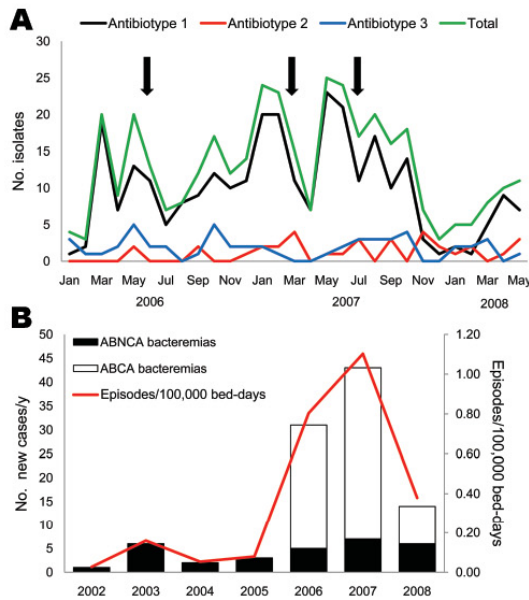 A
Antibiotype 1 Antibiotype 2 Antibiotype 3 Total
No. isolates
30
25
20
15
10
5
0
Jan Mar May Jul Sep Nov Jan Mar May Jul Sep Nov Jan Mar May
2006 2007 2008
B
ABNCA bacteremias
ABCA bacteremias
Episodes/100,000 bed-days
No. new cases/y
50
45
40
35
30
25
20
15
10
5
0
1.20
1.00
0.80
0.60
0.40
0.20
0.00
Episodes/100,000 bed-days
2002 2003 2004 2005 2006 2007 2008